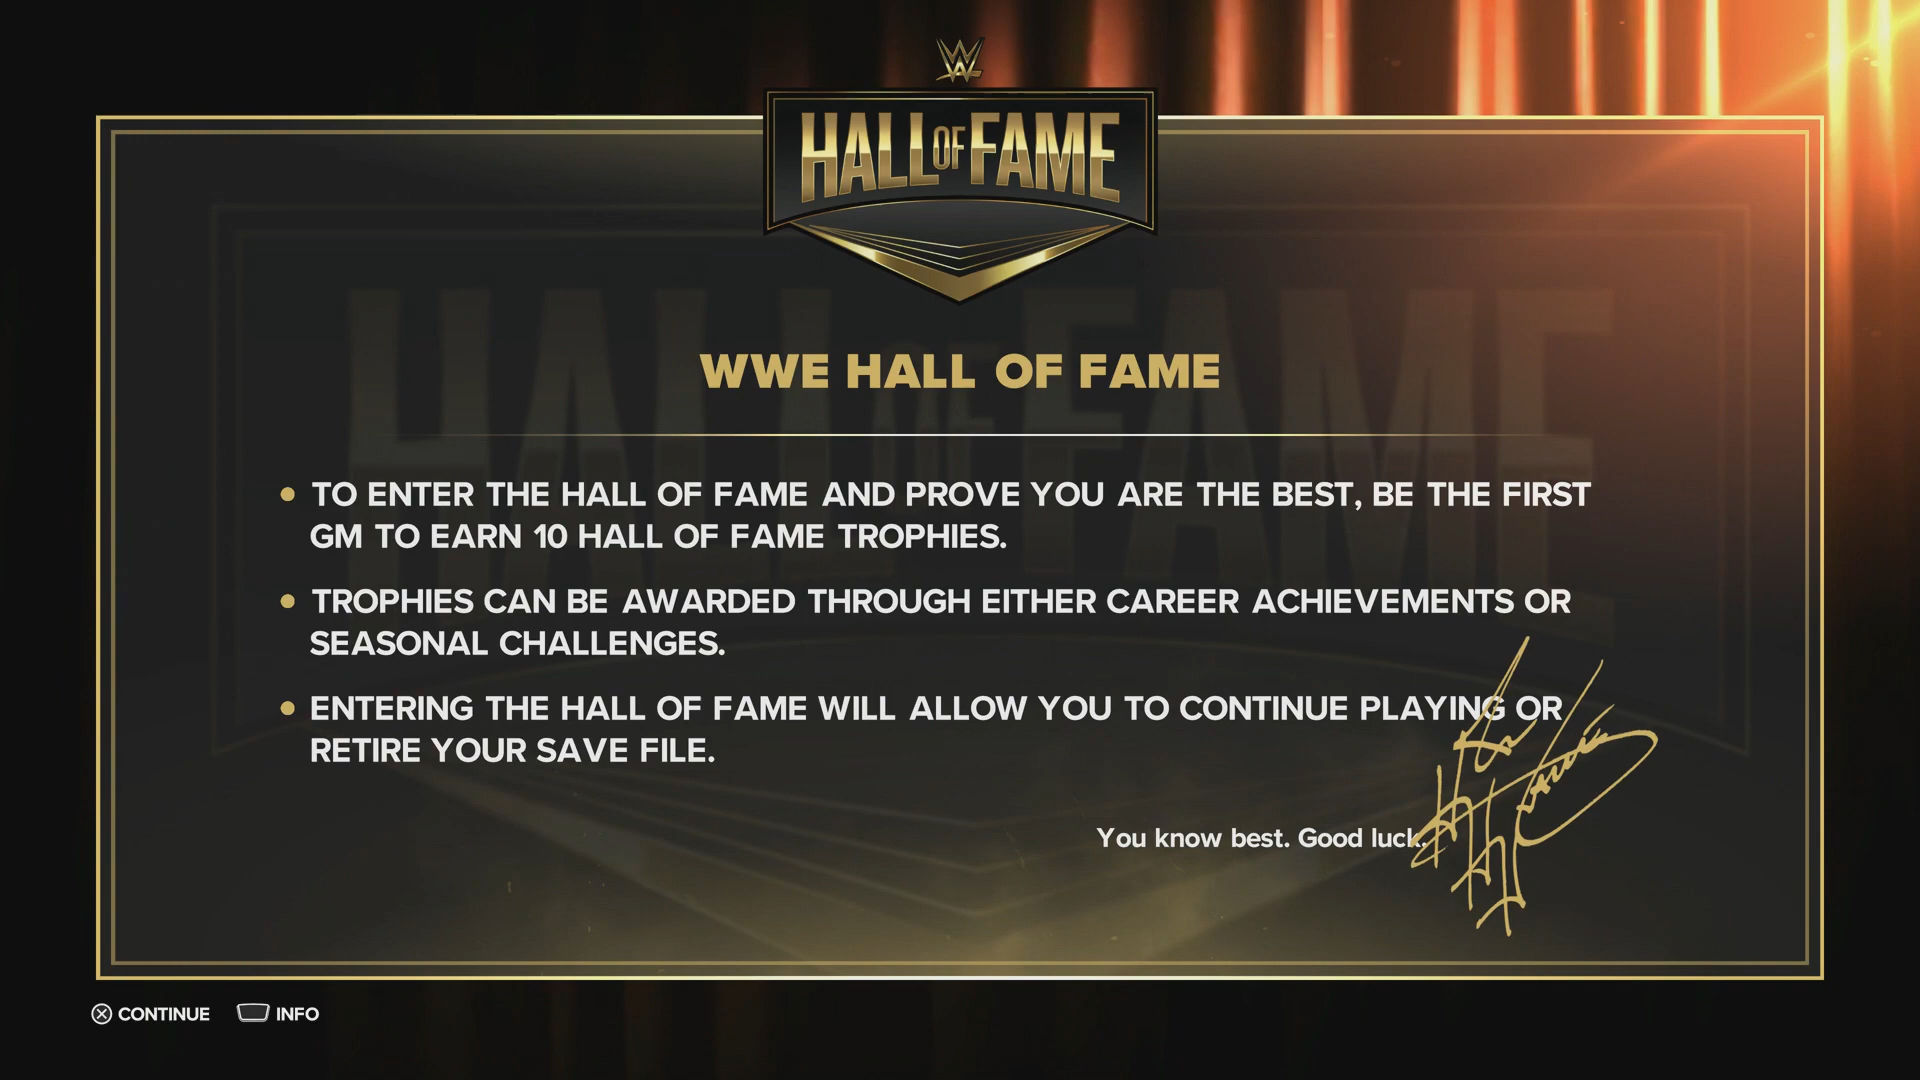 W
HALL OF FAME
WWE HALL OF FAME
• TO ENTER THE HALL OF FAME AND PROVE YOU ARE THE BEST, BE THE FIRST
GM TO EARN 10 HALL OF FAME TROPHIES.
• TROPHIES CAN BE AWARDED THROUGH EITHER CAREER ACHIEVEMENTS OR
SEASONAL CHALLENGES.
• ENTERING THE HALL OF FAME WILL ALLOW YOU TO CONTINUE PLAYING OR
RETIRE YOUR SAVE FILE.
You know best. Good luck.
CONTINUE INFO